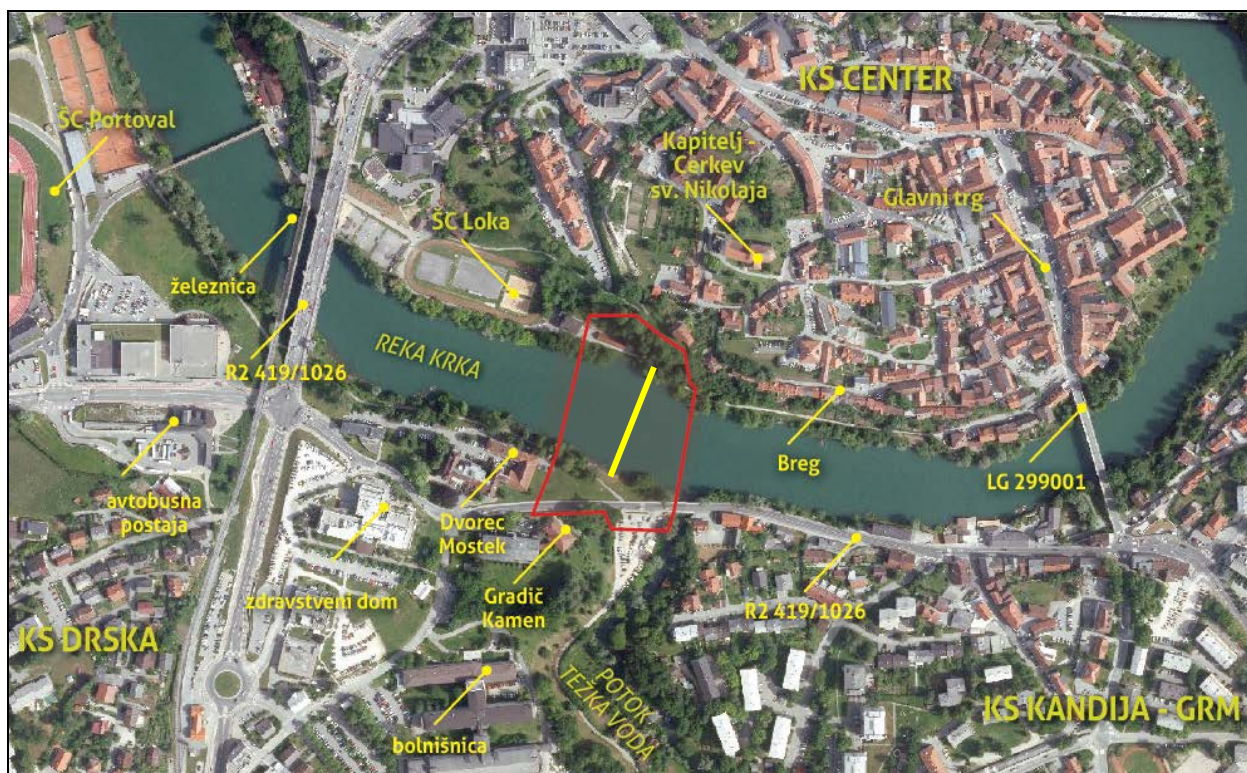 KS CENTER
ŠC Portoval
Kapitelj -
Cerkev
sv. Nikolaja
Glavni trg
ŠC Loka
železnica
REKA KRKA
R2 419/1026
Breg
LG 299001
avtobusna
postaja
Dvorec
Mostek
Gradič
Kamen
zdravstveni dom
R2 419/1026
KS DRSKA
POTOK
TEŽKA VODA
KS KANDIJA - GRM
bolnišnica